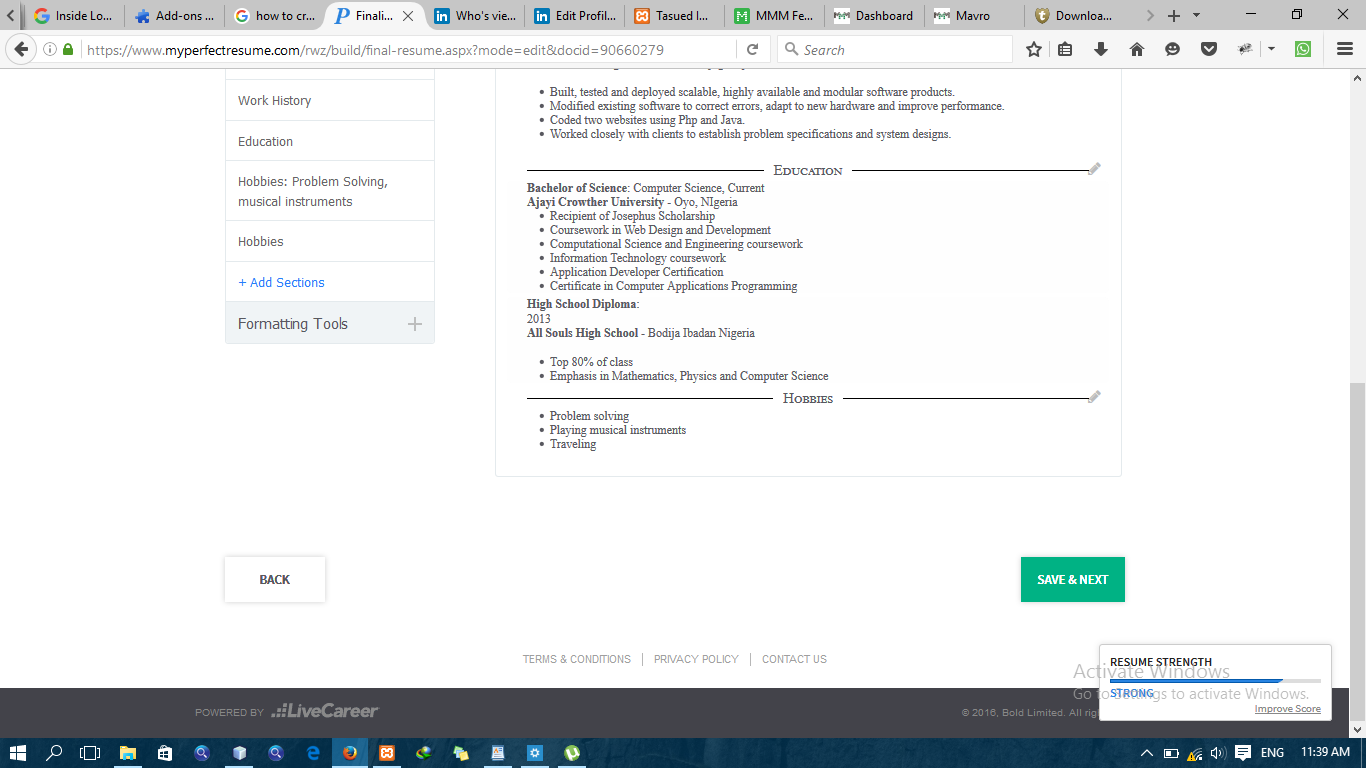 Inside Lo...
Add-ons ...
how to cr...
Finali...
Who's vie...
Edit Profil...
Tasued I...
MMM Fe...
Dashboard
Mavro
Downloa...
https://www.myperfectresume.com/rwz/build/final-resume.aspx?mode=edit&docid=90660279
Search
Work History
Education
Hobbies: Problem Solving,
musical instruments
Hobbies
+ Add Sections
Formatting Tools
• Built, tested and deployed scalable, highly available and modular software products.
• Modified existing software to correct errors, adapt to new hardware and improve performance.
• Coded two websites using Php and Java.
• Worked closely with clients to establish problem specifications and system designs.
EDUCATION
Bachelor of Science: Computer Science, Current
Ajayi Crowther University - Oyo, NIgeria
• Recipient of Josephus Scholarship
• Coursework in Web Design and Development
• Computational Science and Engineering coursework
• Information Technology coursework
• Application Developer Certification
• Certificate in Computer Applications Programming
High School Diploma:
2013
All Souls High School - Bodija Ibadan Nigeria
• Top 80% of class
• Emphasis in Mathematics, Physics and Computer Science
HOBBIES
• Problem solving
• Playing musical instruments
• Traveling
BACK
SAVE & NEXT
TERMS & CONDITIONS
PRIVACY POLICY
CONTACT US
RESUME STRENGTH
STRONG
Improve Score
Activate Windows
Go to Settings to activate Windows.
POWERED BY LiveCareer
© 2016, Bold Limited. All rig
ENG
11:39 AM